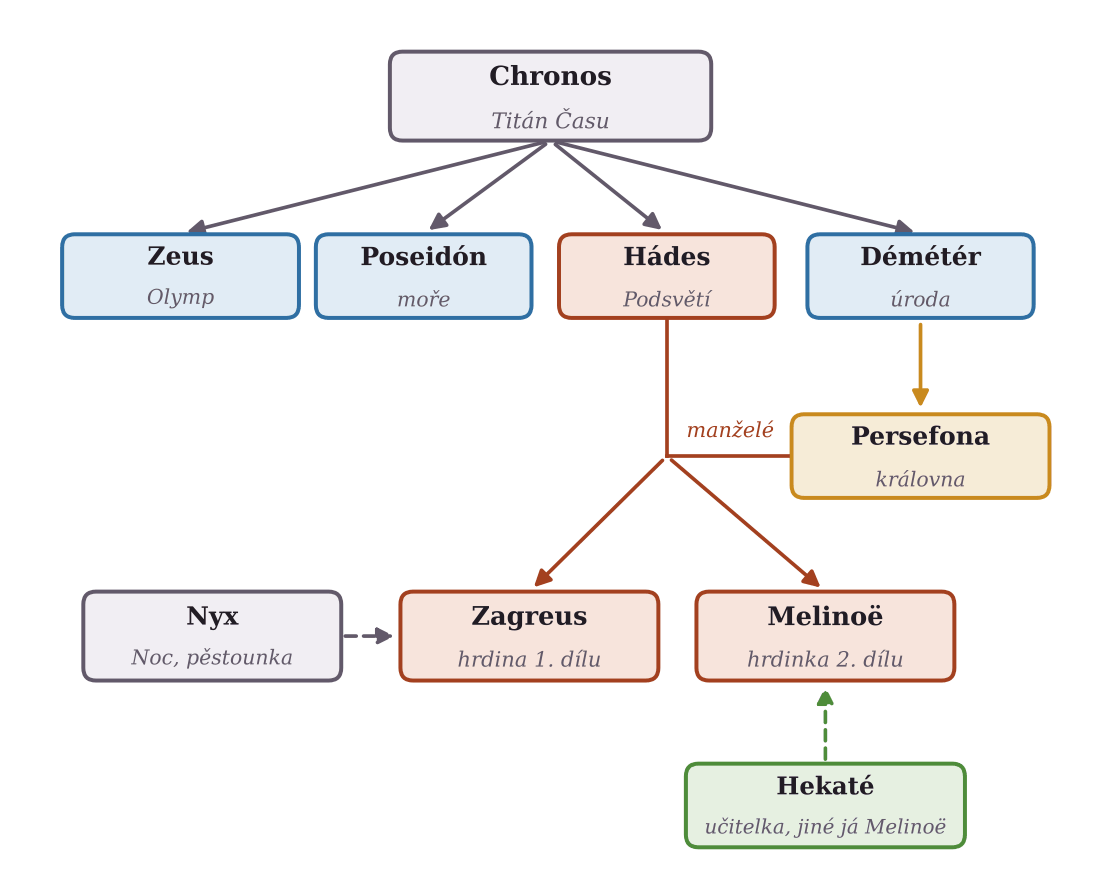 Chronos
Titán Času
Zeus
Olymp
Poseidón
moře
Hádes
Podsvětí
Démétér
úroda
manželé
Persefona
královna
Nyx
Noc, pěstounka
Zagreus
hrdina 1. dílu
Melinoë
hrdinka 2. dílu
Hekaté
učitelka, jiné já Melinoë